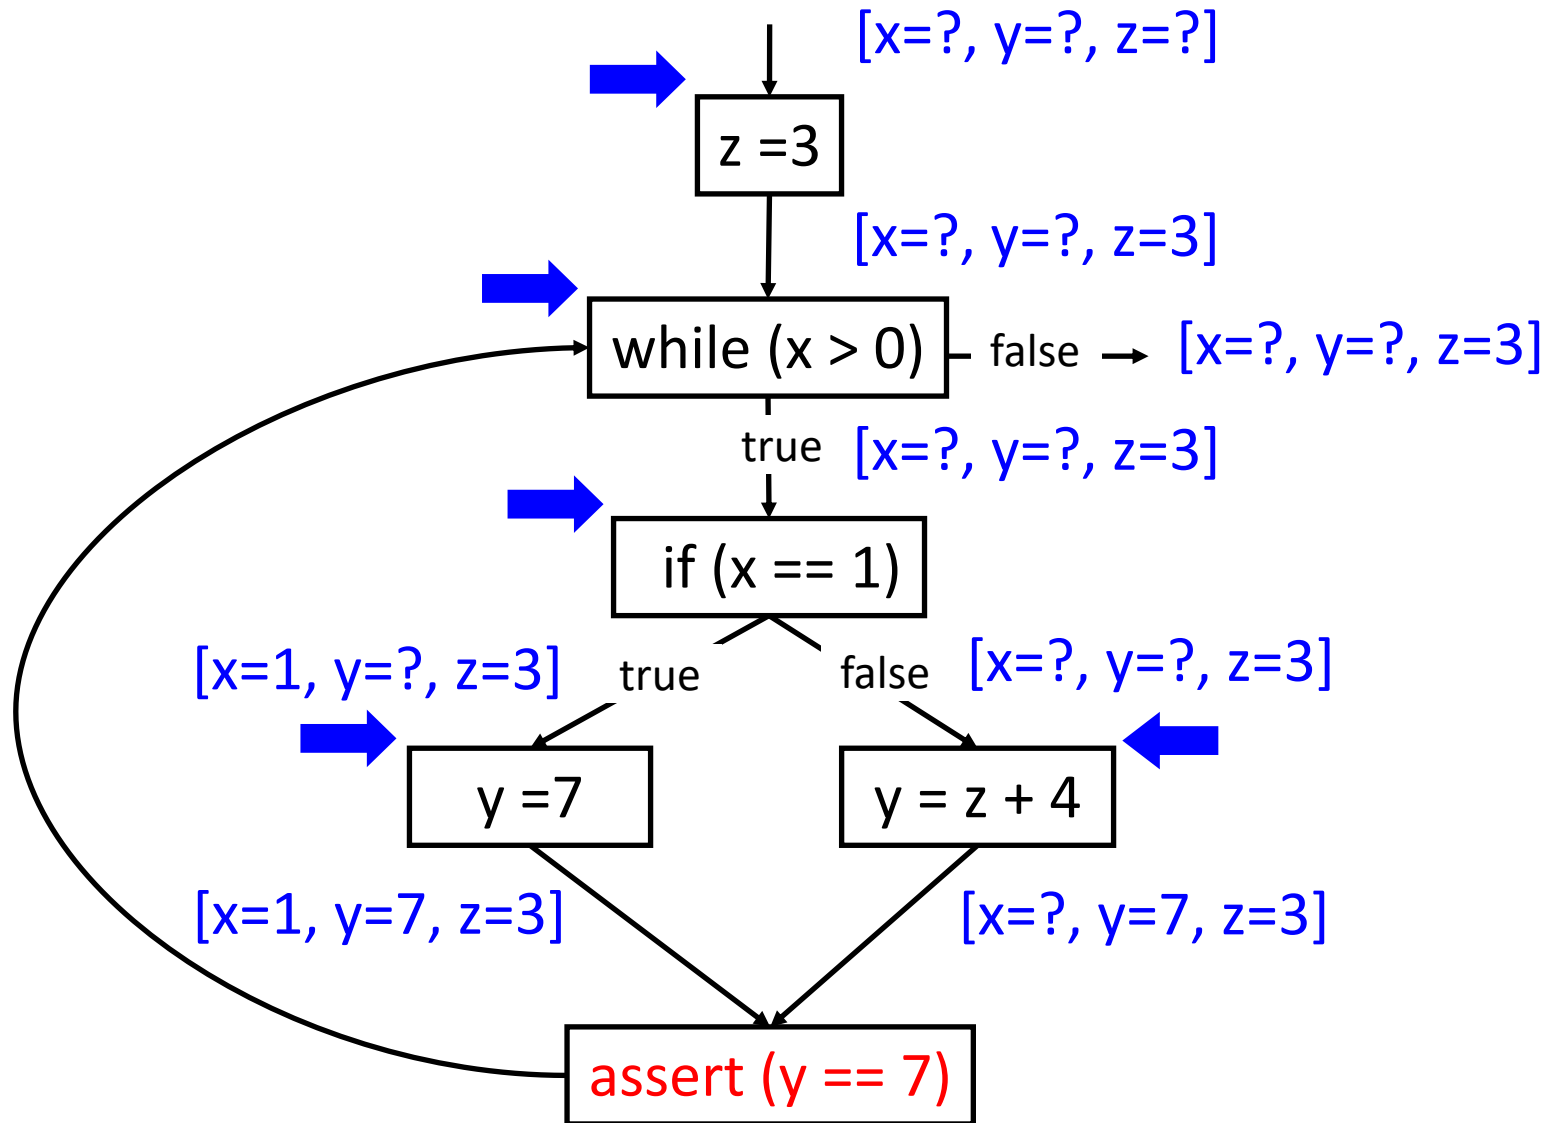 [x=?, y=?, z=?]
z =3
[x=?, y=?, z=3]
while (x > 0)
false
[x=?, y=?, z=3]
true
[x=?, y=?, z=3]
if (x == 1)
[x=1, y=?, z=3]
true
false
[x=?, y=?, z=3]
y =7
y = z + 4
[x=1, y=7, z=3]
[x=?, y=7, z=3]
assert (y == 7)